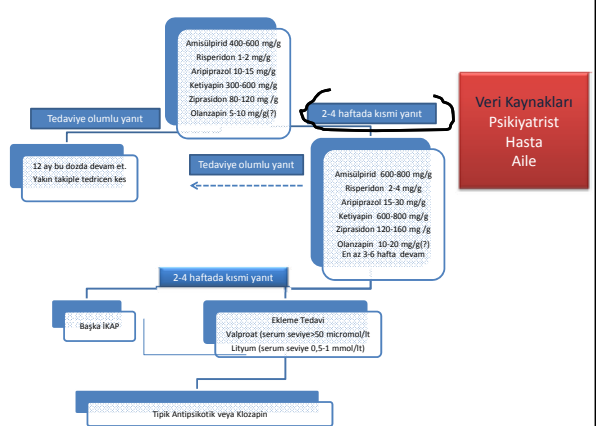 Amisülpirid 400-600 mg/g
Risperidon 1-2 mg/g
Aripiprazol 10-15 mg/g
Ketiyapin 300-600 mg/g
Ziprasidon 80-120 mg /g
Olanzapin 5-10 mg/g(?)
Tedaviye olumlu yanıt
2-4 haftada kısmi yanıt
Veri Kaynakları
Psikiyatrist
Hasta
Aile
12 ay bu dozda devam et.
Yakın takiple tedricen kes
Tedaviye olumlu yanıt
Amisülpirid 600-800 mg/g
Risperidon 2-4 mg/g
Aripiprazol 15-30 mg/g
Ketiyapin 600-800 mg/g
Ziprasidon 120-160 mg /g
Olanzapin 10-20 mg/g(?)
En az 3-6 hafta devam
2-4 haftada kısmi yanıt
Başka İKAP
Ekleme Tedavi
Valproat (serum seviye>50 micromol/lt
Lityum (serum seviye 0,5-1 mmol/lt)
Tipik Antipsikotik veya Klozapin